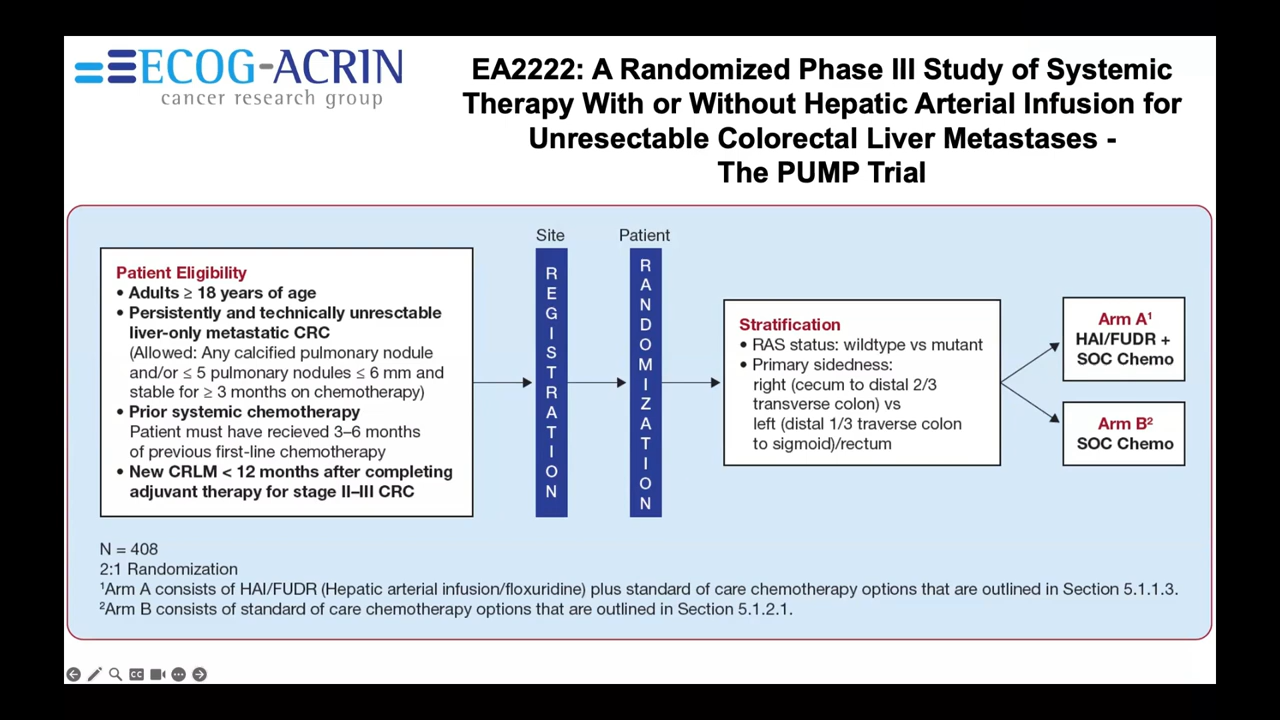 ECOG-ACRIN
cancer research group
EA2222: A Randomized Phase III Study of Systemic
Therapy With or Without Hepatic Arterial Infusion for
Unresectable Colorectal Liver Metastases -
The PUMP Trial
Patient Eligibility
• Adults ≥ 18 years of age
• Persistently and technically unresctable
liver-only metastatic CRC
(Allowed: Any calcified pulmonary nodule
and/or ≤ 5 pulmonary nodules ≤ 6 mm and
stable for ≥ 3 months on chemotherapy)
• Prior systemic chemotherapy
Patient must have recieved 3–6 months
of previous first-line chemotherapy
• New CRLM < 12 months after completing
adjuvant therapy for stage II–III CRC
Site
REGISTRATION
Patient
RANDOMIZATION
Stratification
• RAS status: wildtype vs mutant
• Primary sidedness:
right (cecum to distal 2/3
transverse colon) vs
left (distal 1/3 traverse colon
to sigmoid)/rectum
Arm A¹
HAI/FUDR +
SOC Chemo
Arm B²
SOC Chemo
N = 408
2:1 Randomization
¹Arm A consists of HAI/FUDR (Hepatic arterial infusion/floxuridine) plus standard of care chemotherapy options that are outlined in Section 5.1.1.3.
²Arm B consists of standard of care chemotherapy options that are outlined in Section 5.1.2.1.
CC